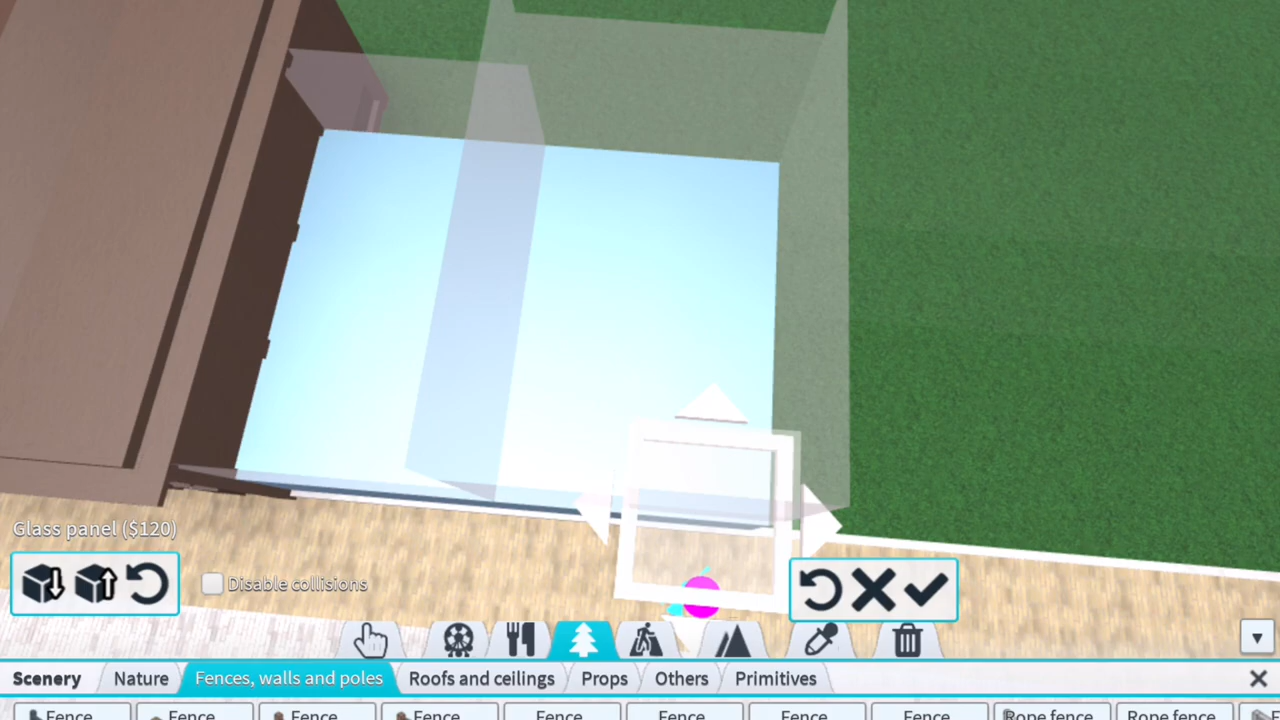 Glass panel ($120)
Disable collisions
Scenery
Nature
Fences, walls and poles
Roofs and ceilings
Props
Others
Primitives
Fence
Fence
Fence
Fence
Fence
Fence
Fence
Fence
Rope fence
Rope fence